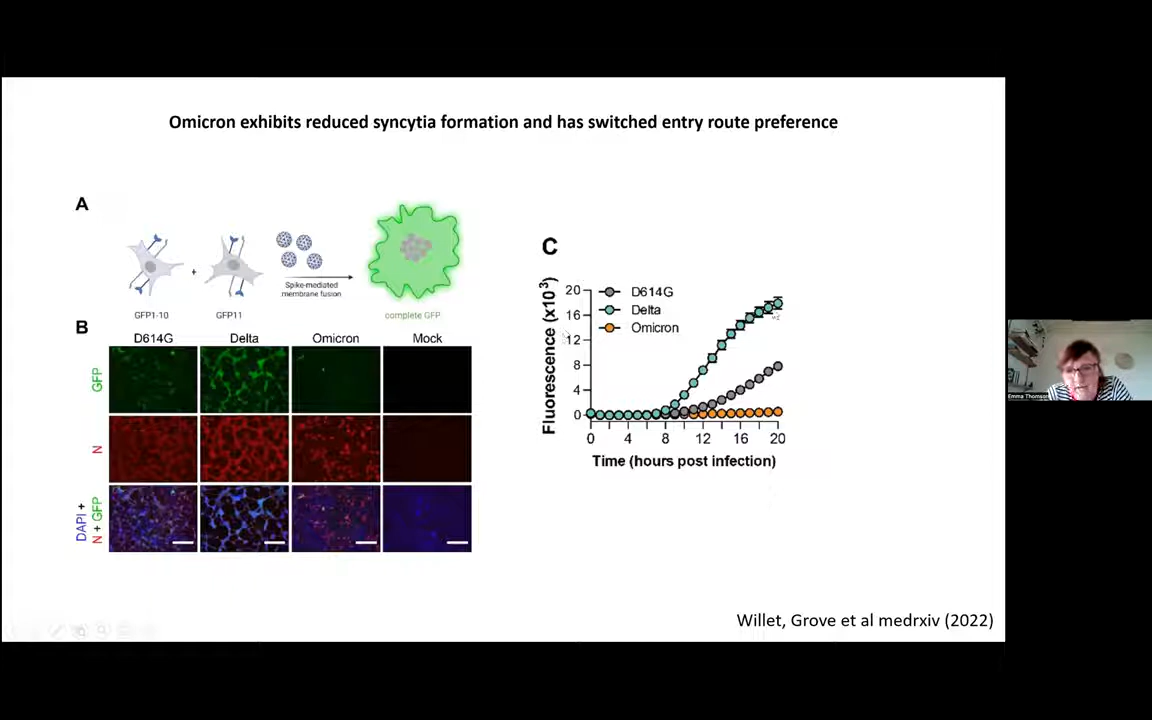 Omicron exhibits reduced syncytia formation and has switched entry route preference
A
+
Spike-mediated
membrane fusion
GFP1-10
GFP11
complete GFP
B
D614G
Delta
Omicron
Mock
GFP
N
DAPI +
N + GFP
C
D614G
Delta
Omicron
Fluorescence (x10³)
20
16
12
8
4
0
0 4 8 12 16 20
Time (hours post infection)
Willet, Grove et al medrxiv (2022)
Emma Thomson